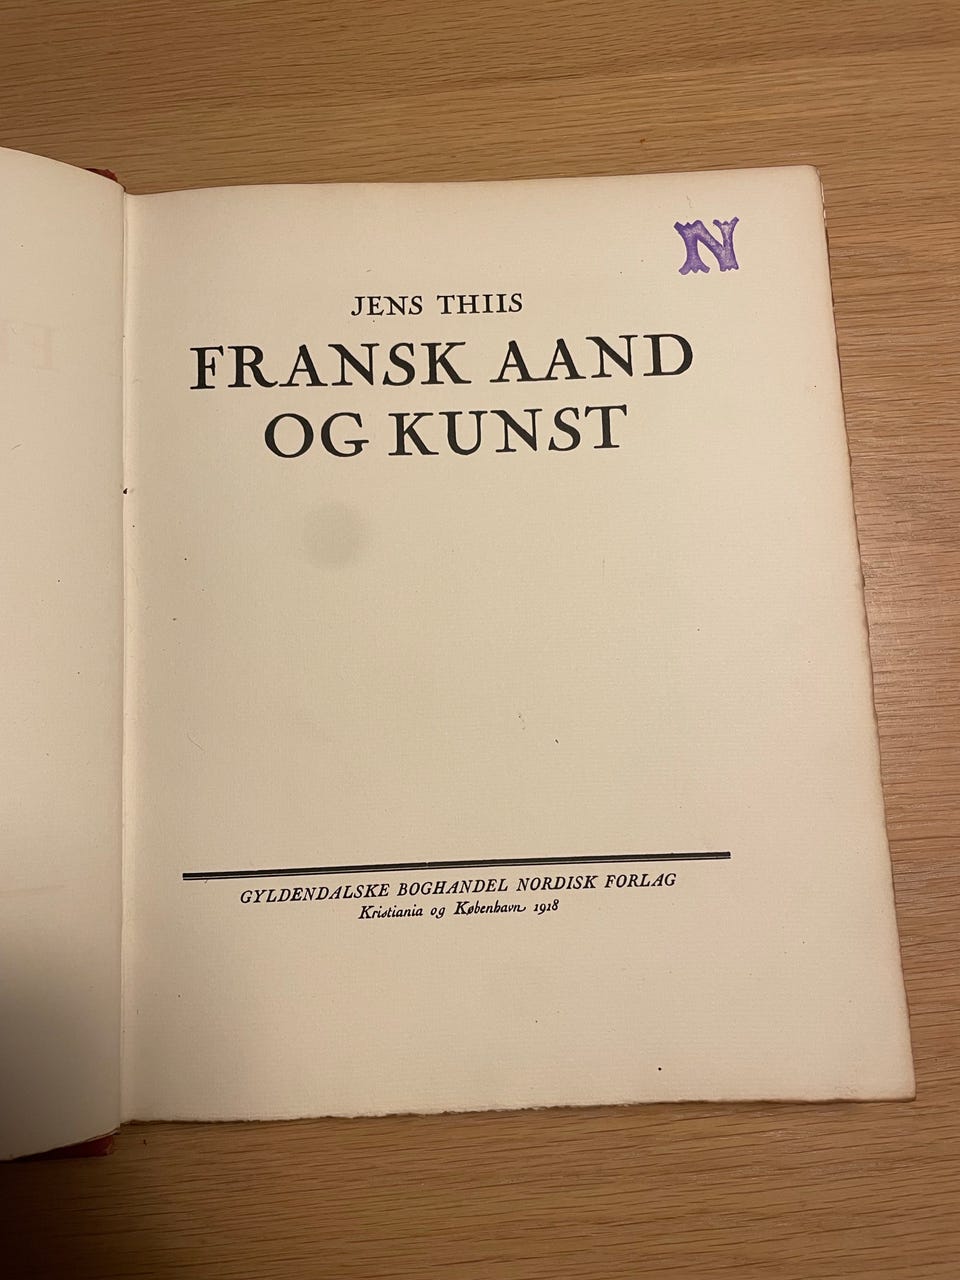 N
JENS THIIS
FRANSK AAND
OG KUNST
GYLDENDALSKE BOGHANDEL NORDISK FORLAG
Kristiania og København 1918